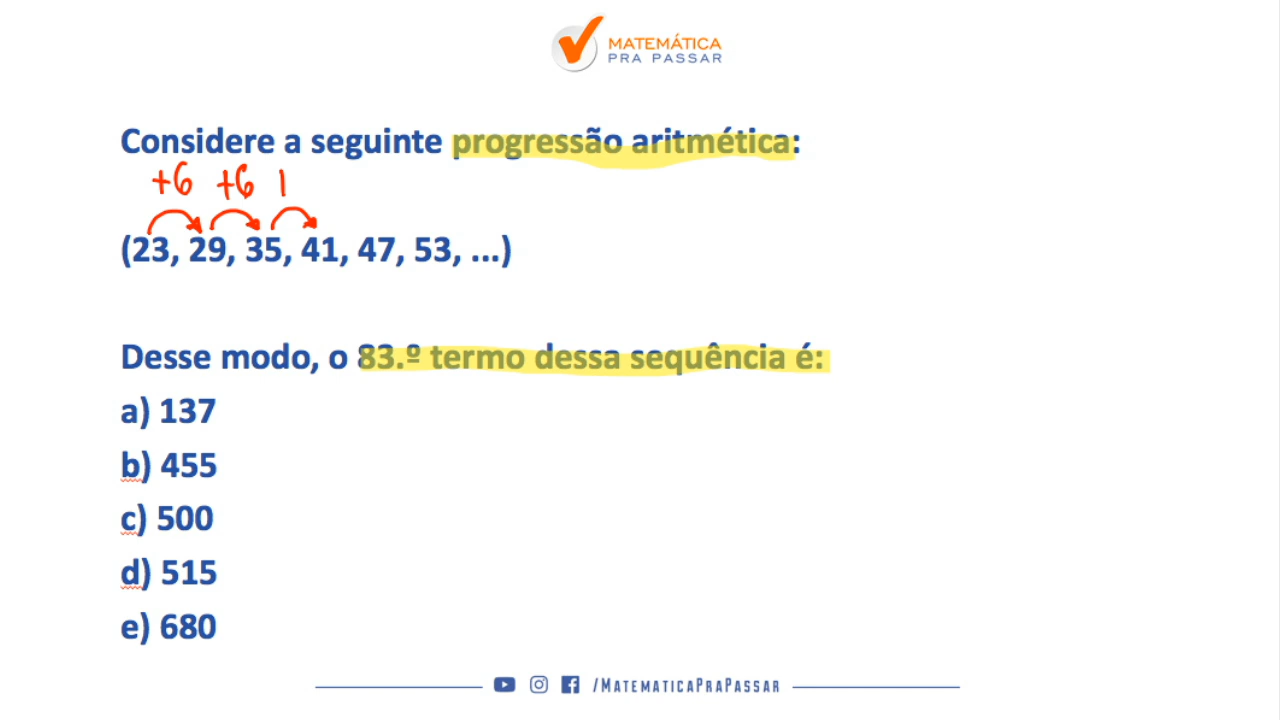 MATEMÁTICA
PRA PASSAR
Considere a seguinte progressão aritmética:
+6 +6 1
(23, 29, 35, 41, 47, 53, ...)
Desse modo, o 83.º termo dessa sequência é:
a) 137
b) 455
c) 500
d) 515
e) 680
/MATEMATICAPRAPASSAR